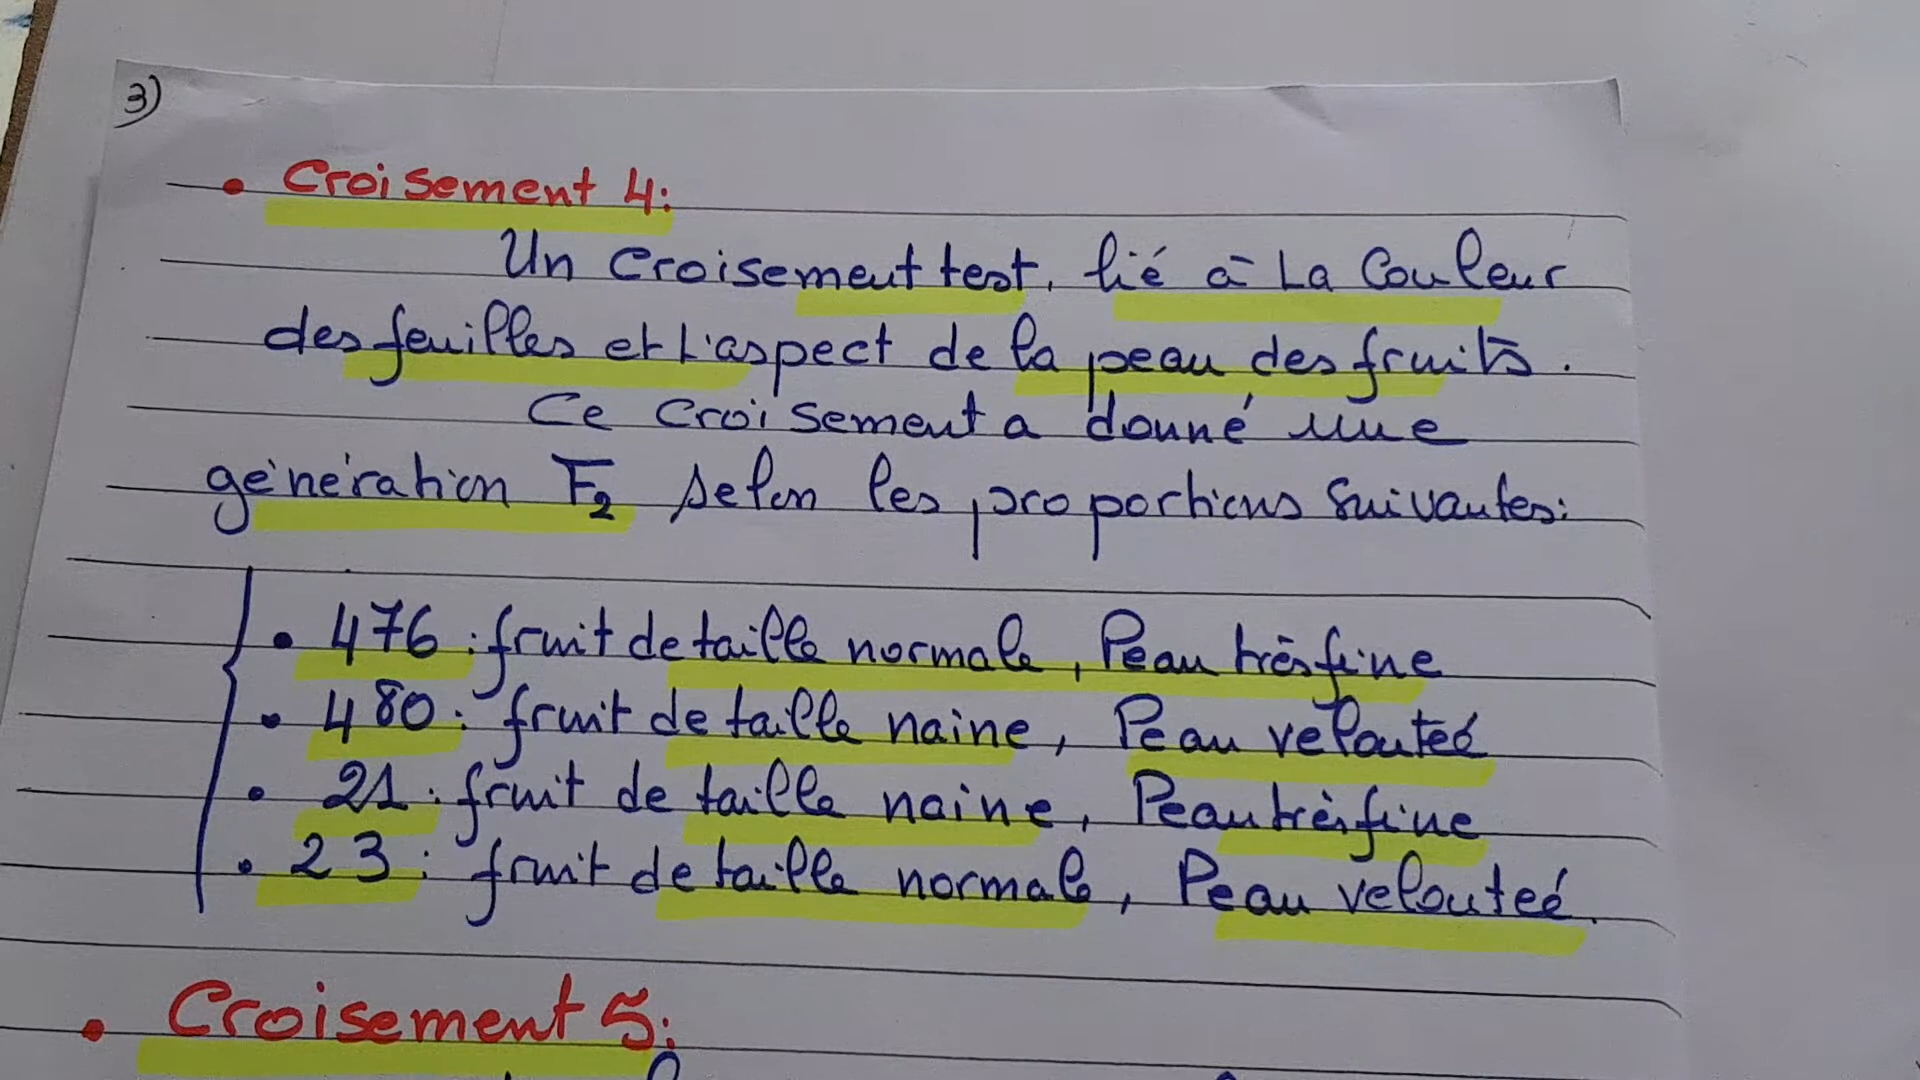 3)
• Croisement 4:
Un croisement test, lié à La Couleur
des feuilles et L'aspect de la peau des fruits.
Ce croisement a donné une
génération F2 selon les proportions suivantes:
• 476 : fruit de taille normale, Peau très fine
• 480 : fruit de taille naine, Peau velouteé
• 21 : fruit de taille naine, Peau très fine
• 23 : fruit de taille normale, Peau velouteé.
• Croisement 5: